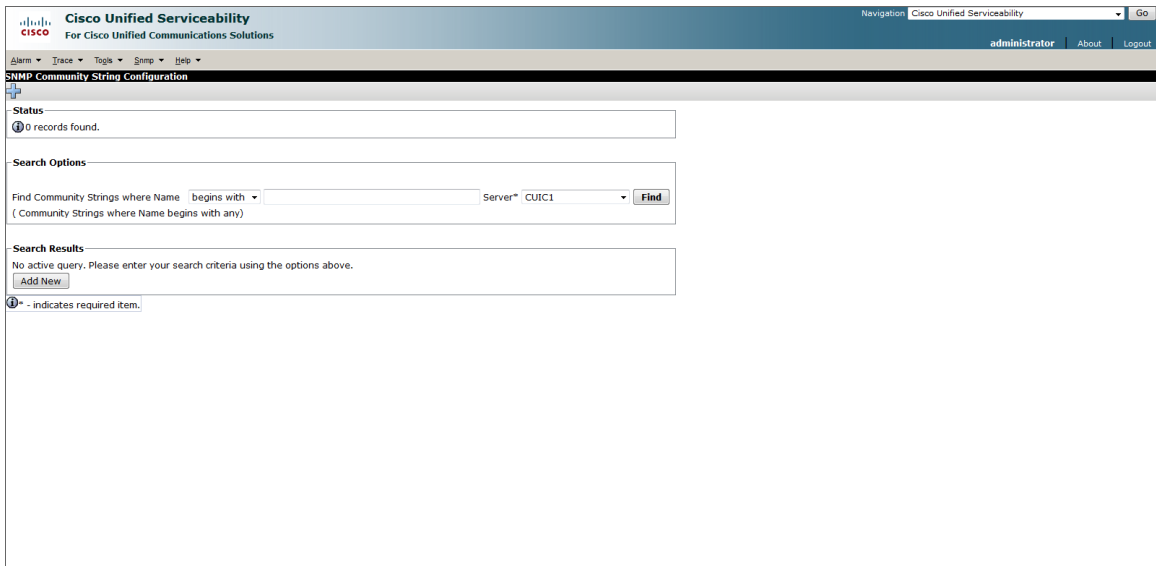 Cisco Unified Serviceability
For Cisco Unified Communications Solutions
CISCO
Navigation Cisco Unified Serviceability Go
administrator About Logout
Alarm Trace Tools Snmp Help
SNMP Community String Configuration
Status
0 records found.
Search Options
Find Community Strings where Name begins with Server* CUIC1 Find
( Community Strings where Name begins with any)
Search Results
No active query. Please enter your search criteria using the options above.
Add New
* - indicates required item.